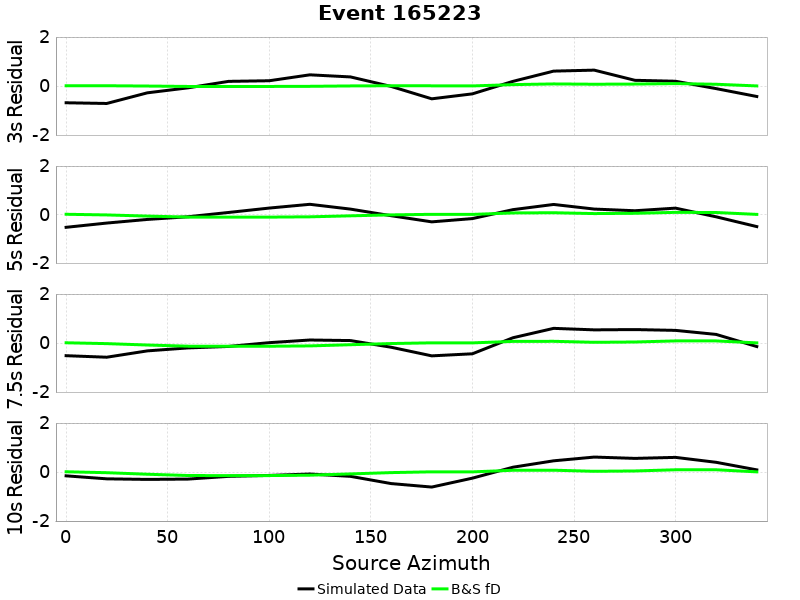 Event 165223
2
0
-2
3s Residual
2
0
-2
5s Residual
2
0
-2
7.5s Residual
2
0
-2
10s Residual
0 50 100 150 200 250 300
Source Azimuth
Simulated Data B&S fD